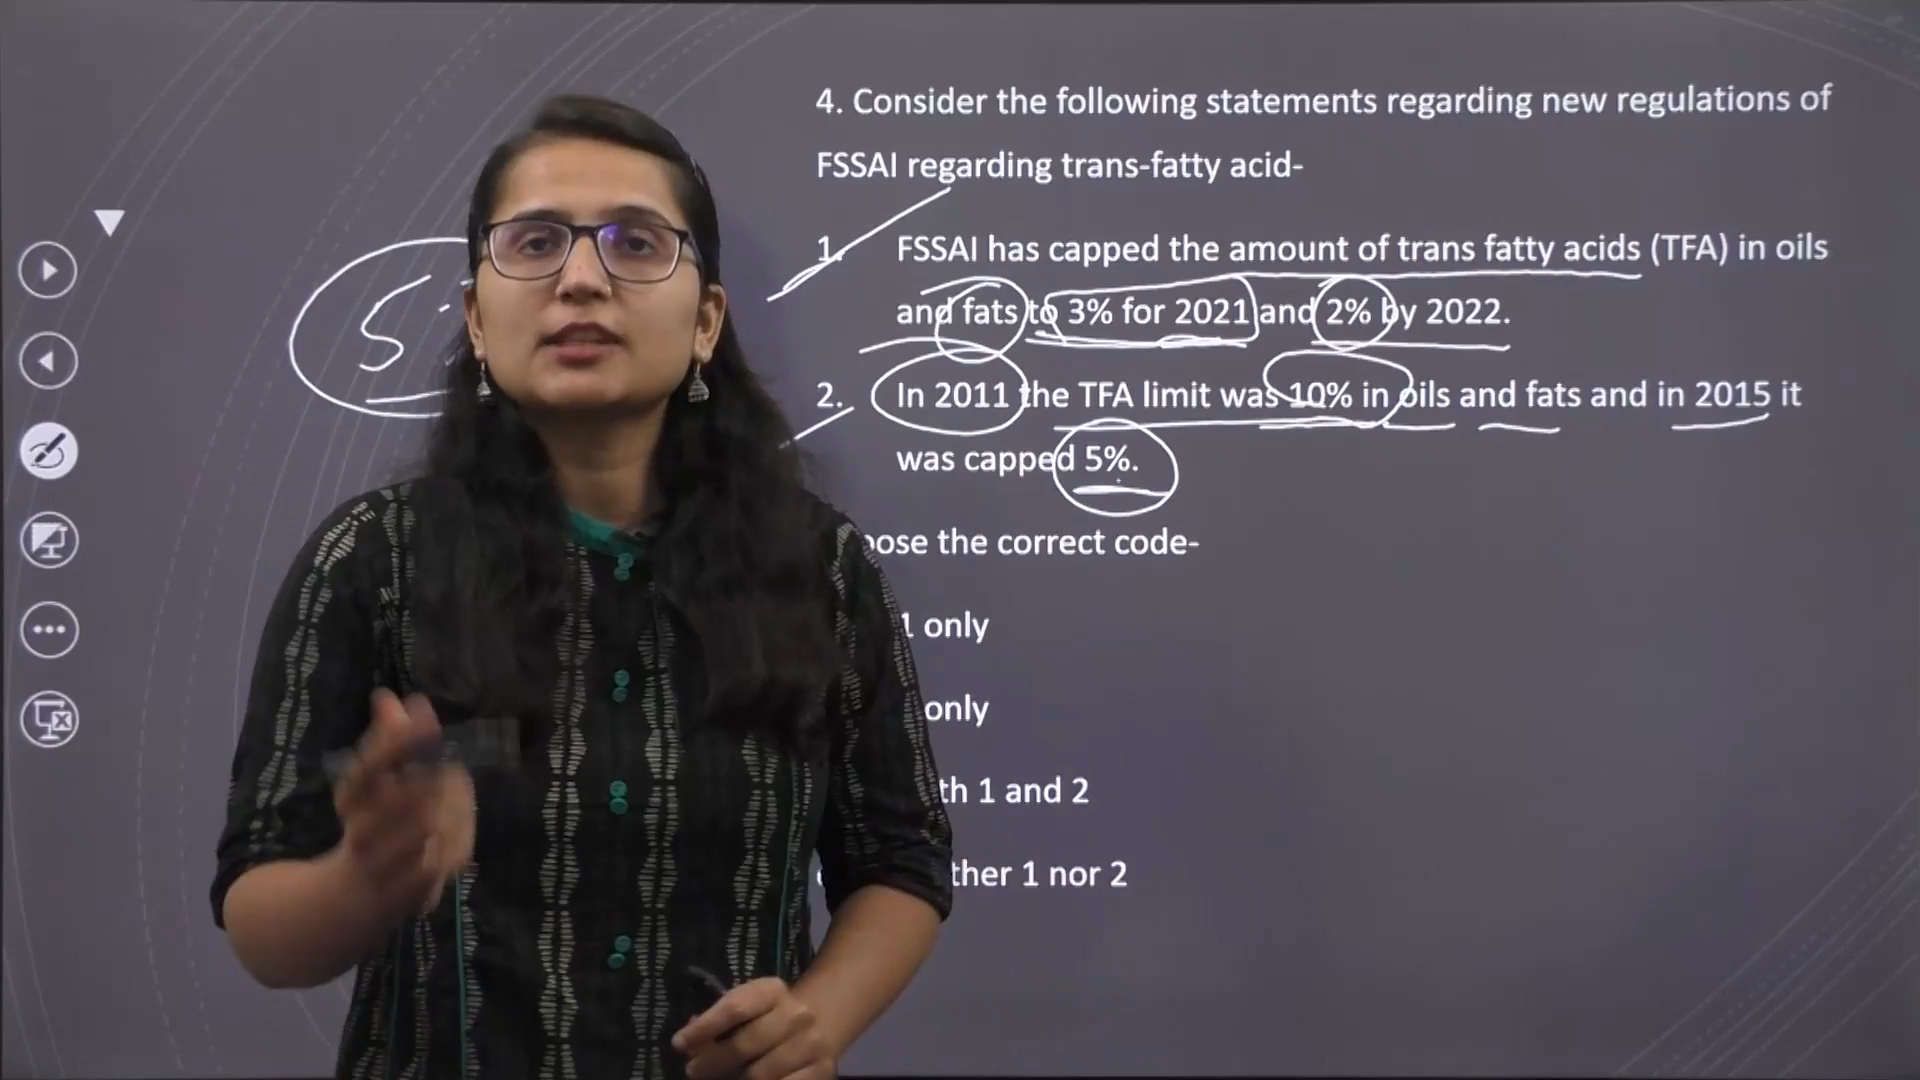 4. Consider the following statements regarding new regulations of
FSSAI regarding trans-fatty acid-
1. FSSAI has capped the amount of trans fatty acids (TFA) in oils
and fats to 3% for 2021 and 2% by 2022.
2. In 2011 the TFA limit was 10% in oils and fats and in 2015 it
was capped 5%.
the correct code-
1 only
only
1 and 2
1 nor 2